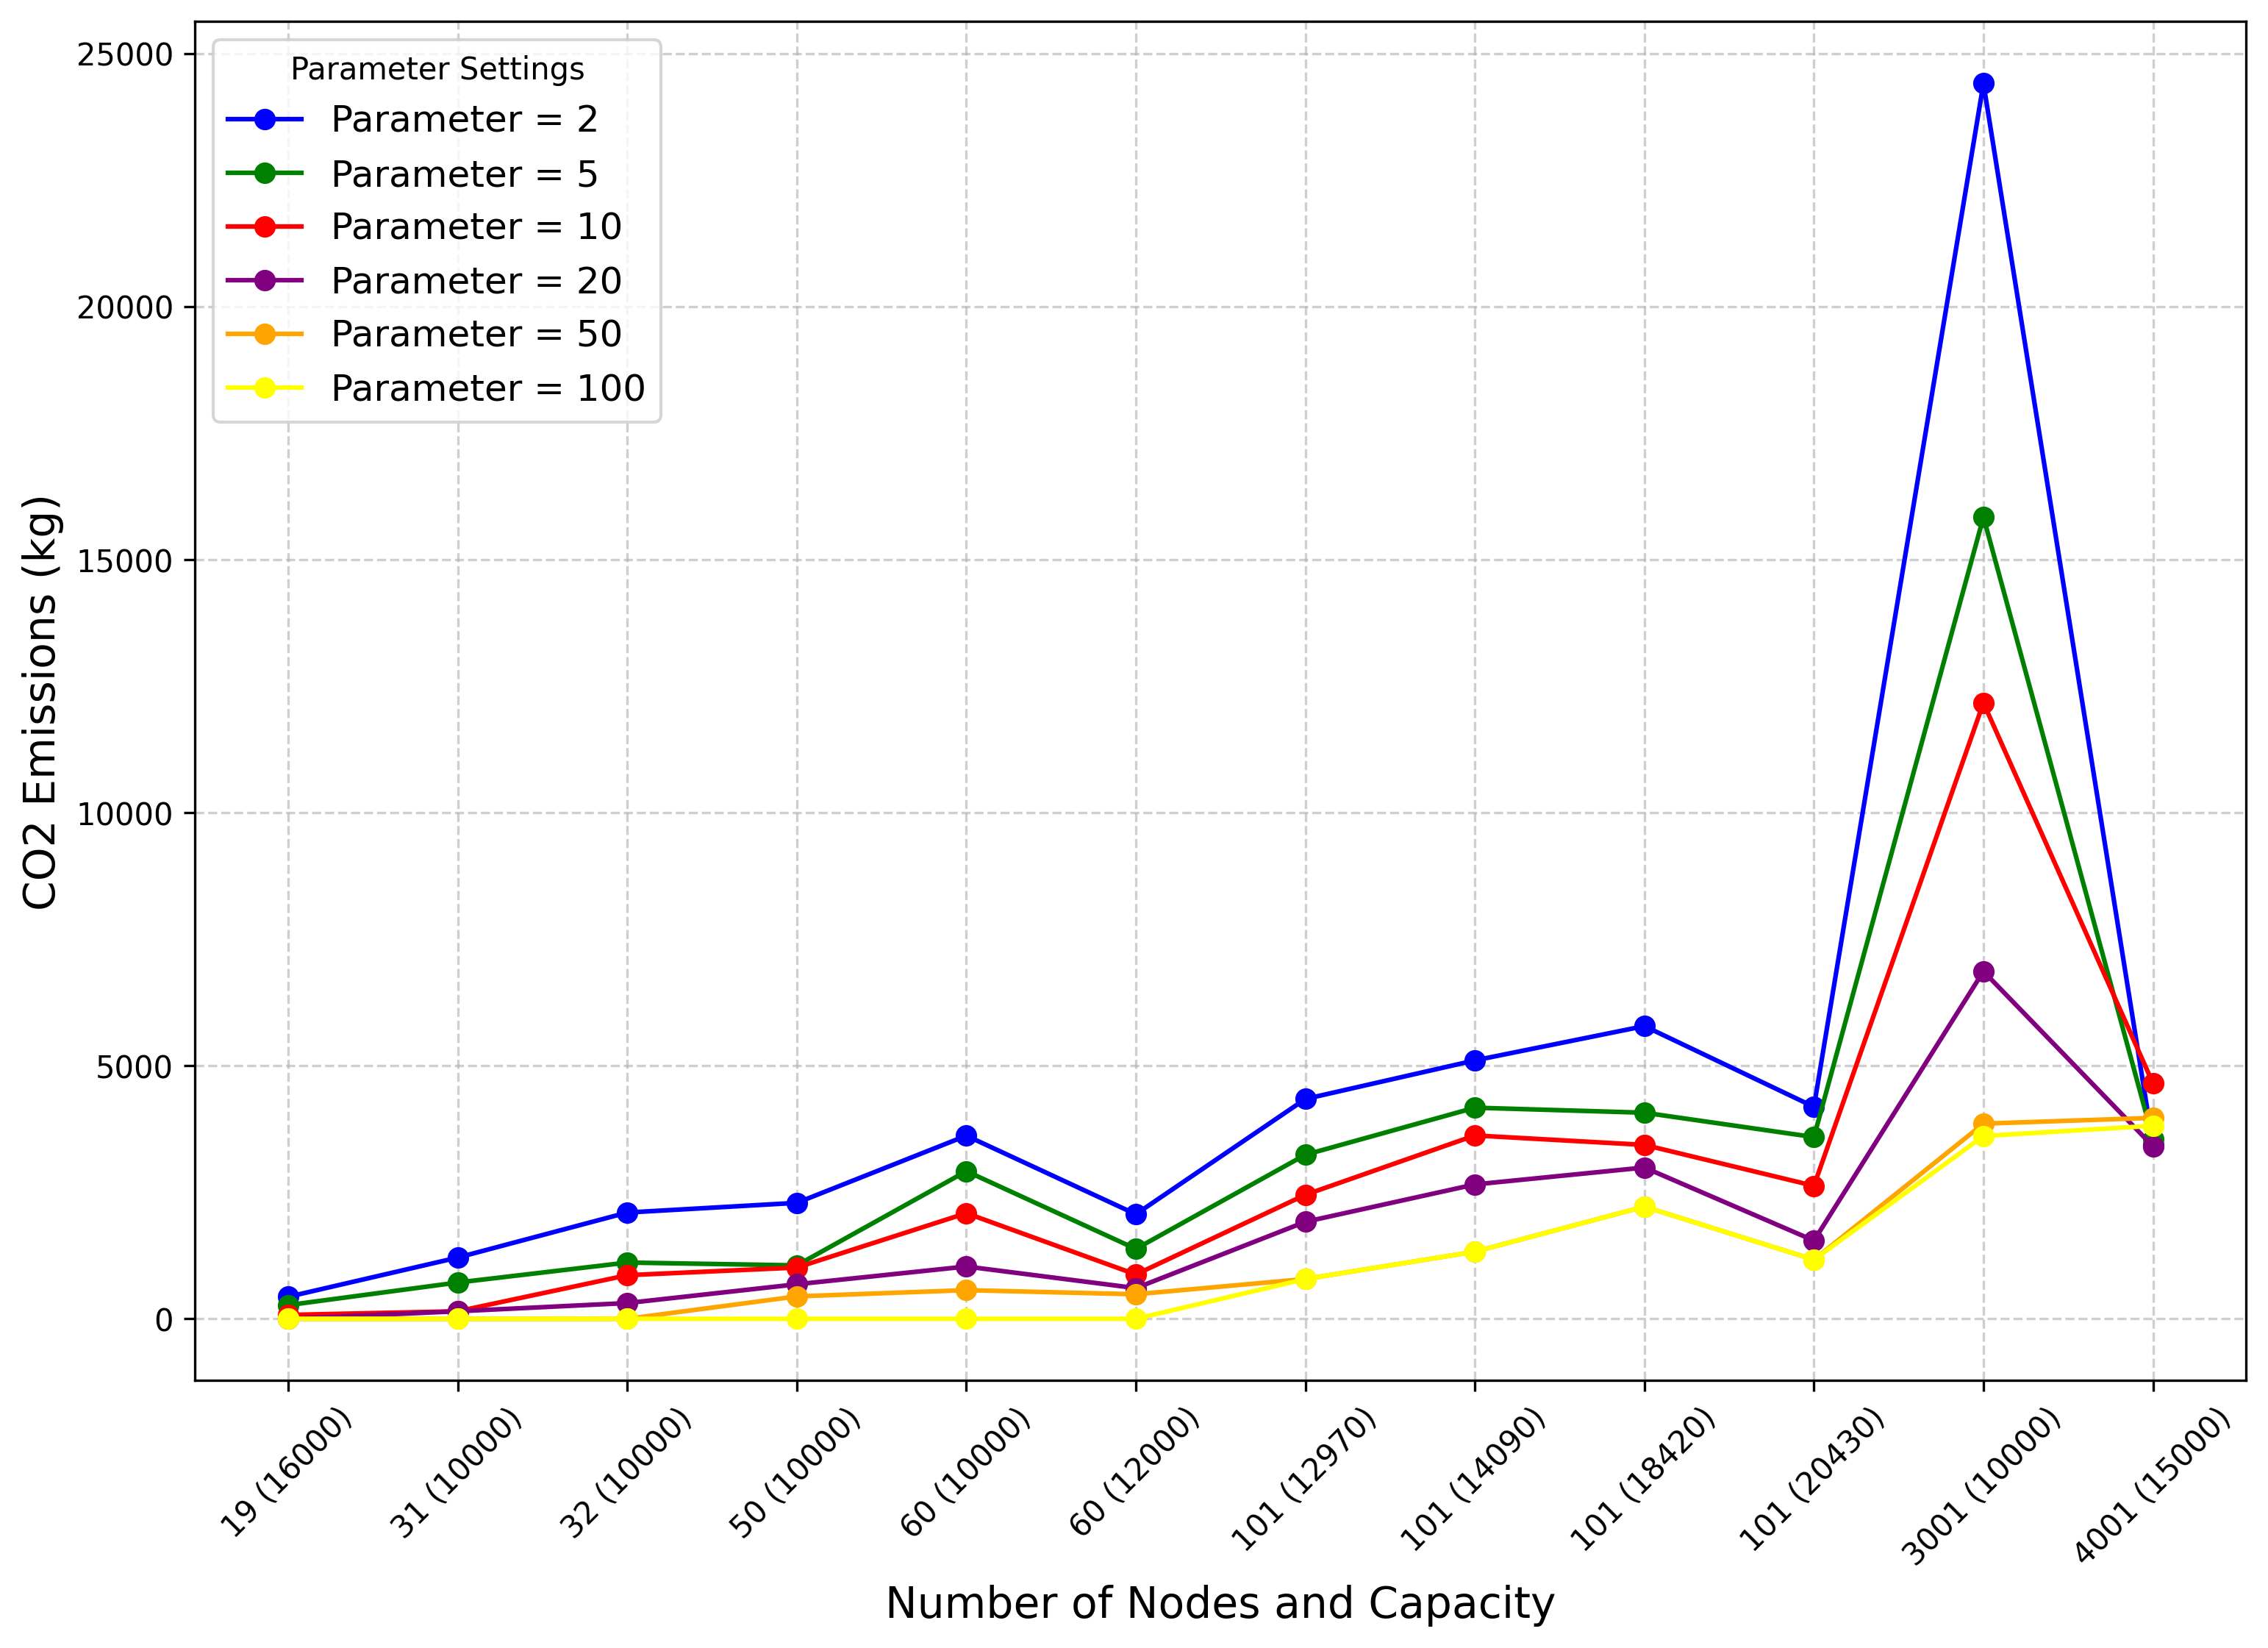 Parameter Settings
Parameter = 2
Parameter = 5
Parameter = 10
Parameter = 20
Parameter = 50
Parameter = 100
CO2 Emissions (kg)
25000
20000
15000
10000
5000
0
19 (16000)
31 (10000)
32 (10000)
50 (10000)
60 (10000)
60 (12000)
101 (12970)
101 (14090)
101 (18420)
101 (20430)
3001 (10000)
4001 (15000)
Number of Nodes and Capacity